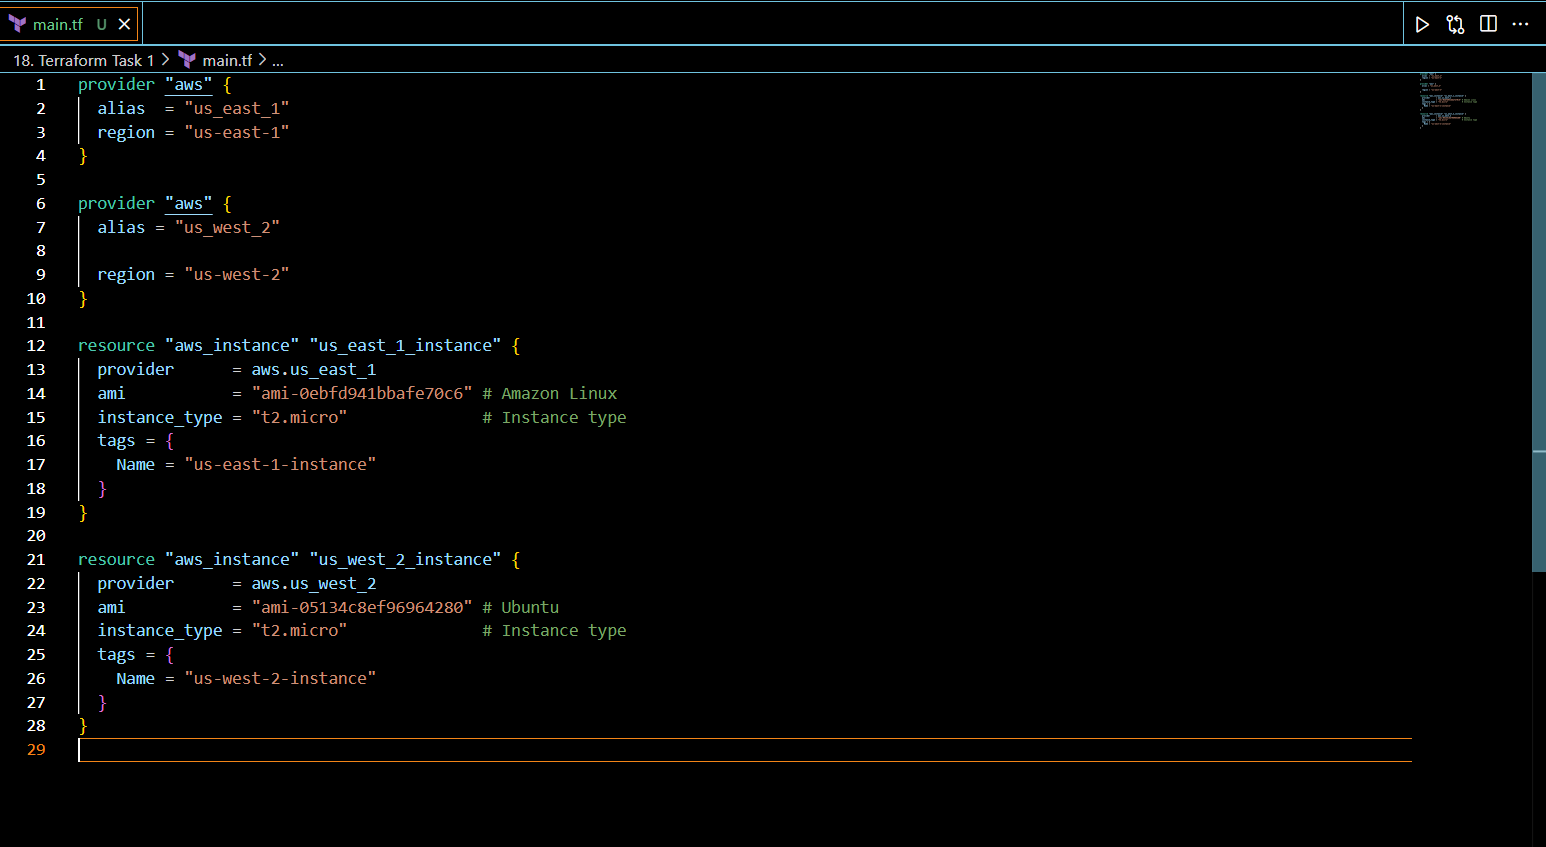 main.tf U
18. Terraform Task 1 > main.tf > ...
1 provider "aws" {
2   alias  = "us_east_1"
3   region = "us-east-1"
4 }
5
6 provider "aws" {
7   alias = "us_west_2"
8
9   region = "us-west-2"
10 }
11
12 resource "aws_instance" "us_east_1_instance" {
13   provider      = aws.us_east_1
14   ami           = "ami-0ebfd941bbafe70c6" # Amazon Linux
15   instance_type = "t2.micro"              # Instance type
16   tags = {
17     Name = "us-east-1-instance"
18   }
19 }
20
21 resource "aws_instance" "us_west_2_instance" {
22   provider      = aws.us_west_2
23   ami           = "ami-05134c8ef96964280" # Ubuntu
24   instance_type = "t2.micro"              # Instance type
25   tags = {
26     Name = "us-west-2-instance"
27   }
28 }
29